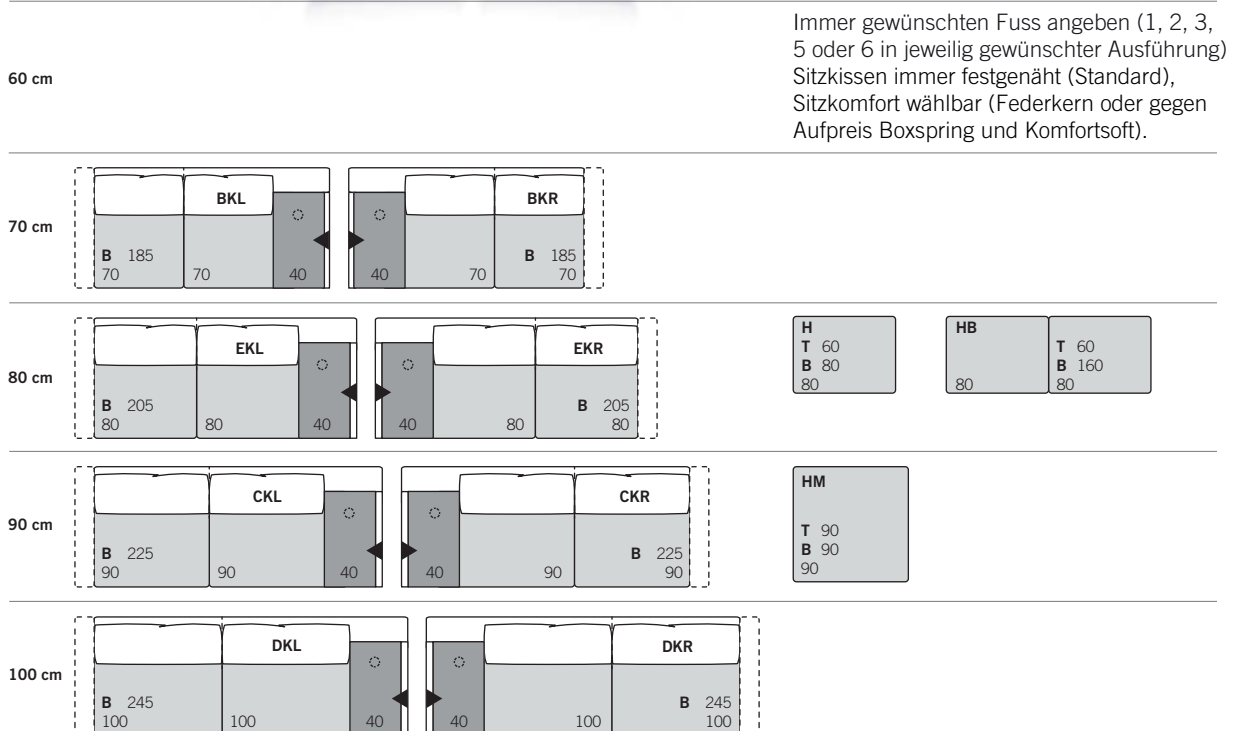 Immer gewünschten Fuss angeben (1, 2, 3,
5 oder 6 in jeweilig gewünschter Ausführung)
Sitzkissen immer festgenäht (Standard),
Sitzkomfort wählbar (Federkern oder gegen
Aufpreis Boxspring und Komfortsoft).
60 cm
70 cm
BKL
B 185
70 70 40
BKR
B 185
40 70 70
80 cm
EKL
B 205
80 80 40
EKR
B 205
40 80 80
H
T 60
B 80
80
HB
T 60
B 160
80 80
90 cm
CKL
B 225
90 90 40
CKR
B 225
40 90 90
HM
T 90
B 90
90
100 cm
DKL
B 245
100 100 40
DKR
B 245
40 100 100